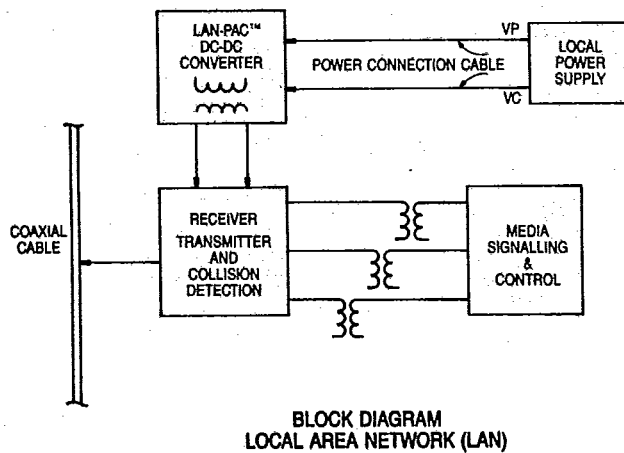 LAN-PAC™
DC-DC
CONVERTER
VP
POWER CONNECTION CABLE
VC
LOCAL
POWER
SUPPLY
COAXIAL
CABLE
RECEIVER
TRANSMITTER
AND
COLLISION
DETECTION
MEDIA
SIGNALLING
&
CONTROL
BLOCK DIAGRAM
LOCAL AREA NETWORK (LAN)